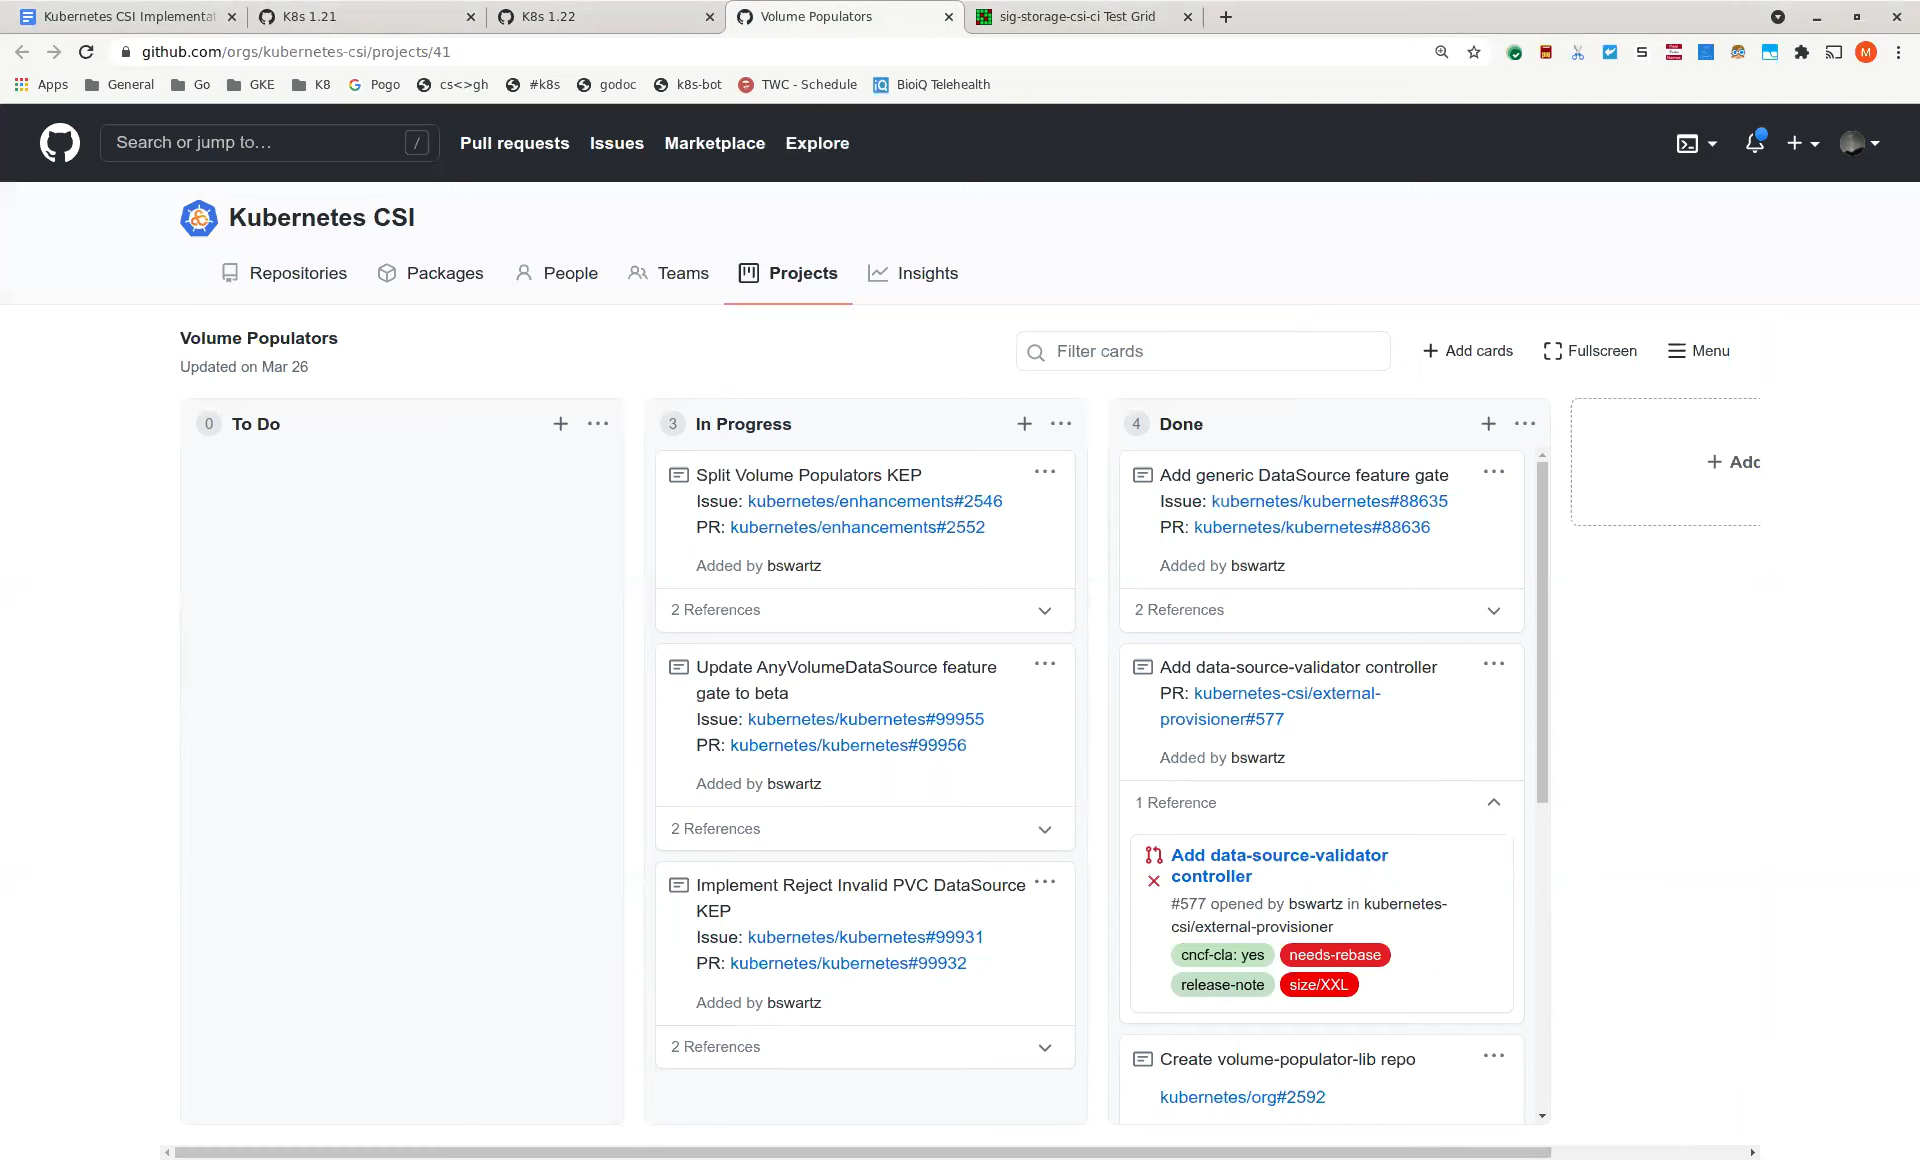 Kubernetes CSI Implementat
K8s 1.21
K8s 1.22
Volume Populators
sig-storage-csi-ci Test Grid
github.com/orgs/kubernetes-csi/projects/41
S
M
Apps
General
Go
GKE
K8
Pogo
cs<>gh
#k8s
godoc
k8s-bot
TWC - Schedule
iQ BioiQ Telehealth
Search or jump to…
/
Pull requests
Issues
Marketplace
Explore
Kubernetes CSI
Repositories
Packages
People
Teams
Projects
Insights
Volume Populators
Updated on Mar 26
Filter cards
Add cards
Fullscreen
Menu
0 To Do
3 In Progress
Split Volume Populators KEP
Issue: kubernetes/enhancements#2546
PR: kubernetes/enhancements#2552
Added by bswartz
2 References
Update AnyVolumeDataSource feature
gate to beta
Issue: kubernetes/kubernetes#99955
PR: kubernetes/kubernetes#99956
Added by bswartz
2 References
Implement Reject Invalid PVC DataSource
KEP
Issue: kubernetes/kubernetes#99931
PR: kubernetes/kubernetes#99932
Added by bswartz
2 References
4 Done
Add generic DataSource feature gate
Issue: kubernetes/kubernetes#88635
PR: kubernetes/kubernetes#88636
Added by bswartz
2 References
Add data-source-validator controller
PR: kubernetes-csi/external-
provisioner#577
Added by bswartz
1 Reference
Add data-source-validator
controller
#577 opened by bswartz in kubernetes-
csi/external-provisioner
cncf-cla: yes needs-rebase
release-note size/XXL
Create volume-populator-lib repo
kubernetes/org#2592
+ Add